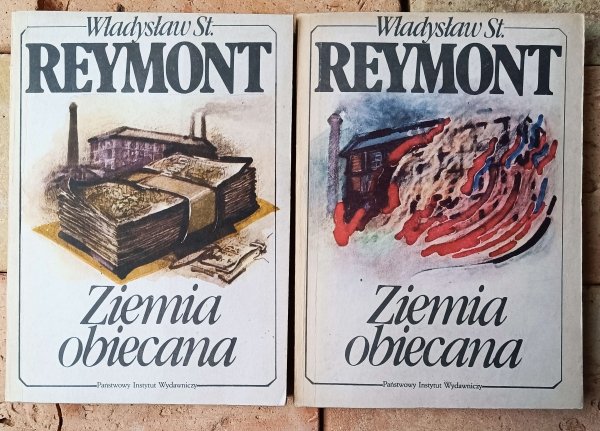 Władysław St.
REYMONT
Ziemia
obiecana
Państwowy Instytut Wydawniczy
Władysław St.
REYMONT
Ziemia
obiecana
Państwowy Instytut Wydawniczy